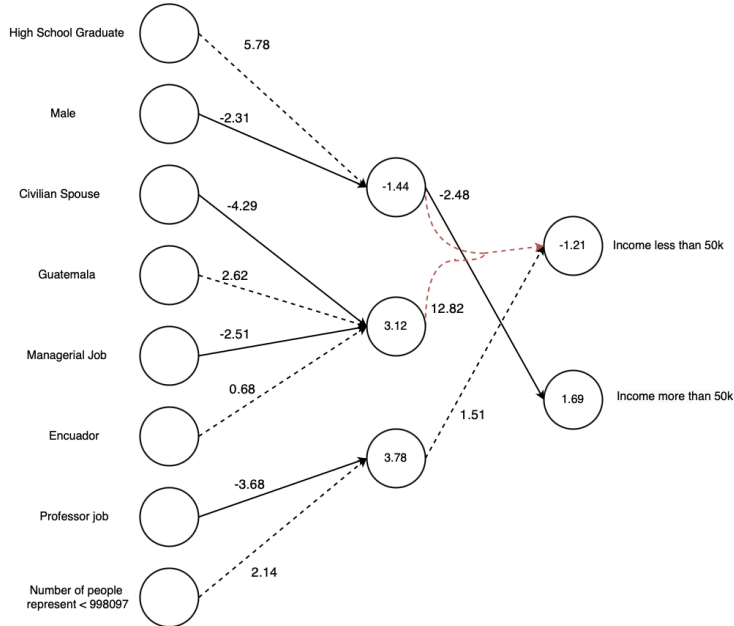 High School Graduate
5.78
Male
-2.31
Civilian Spouse
-4.29
-1.44
-2.48
-1.21
Income less than 50k
Guatemala
2.62
12.82
3.12
Managerial Job
-2.51
0.68
1.69
Income more than 50k
1.51
Encuador
3.78
-3.68
Professor job
2.14
Number of people
represent < 998097